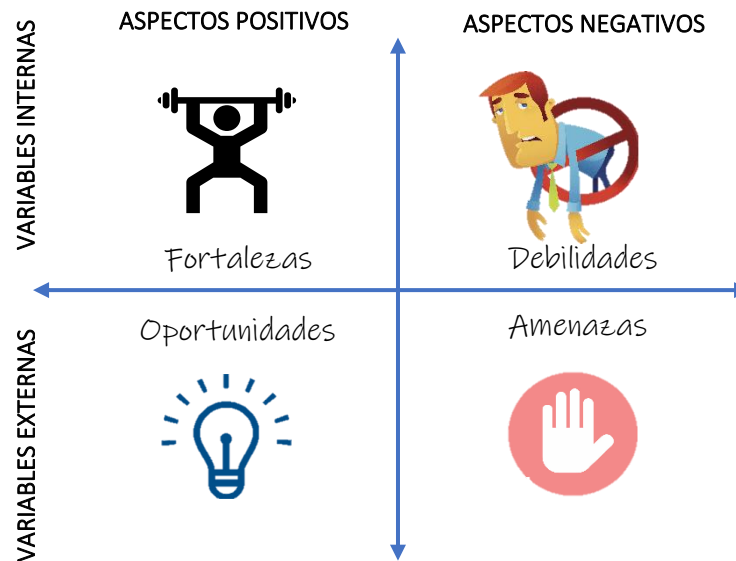 ASPECTOS POSITIVOS
ASPECTOS NEGATIVOS
VARIABLES INTERNAS
Fortalezas
Debilidades
VARIABLES EXTERNAS
Oportunidades
Amenazas